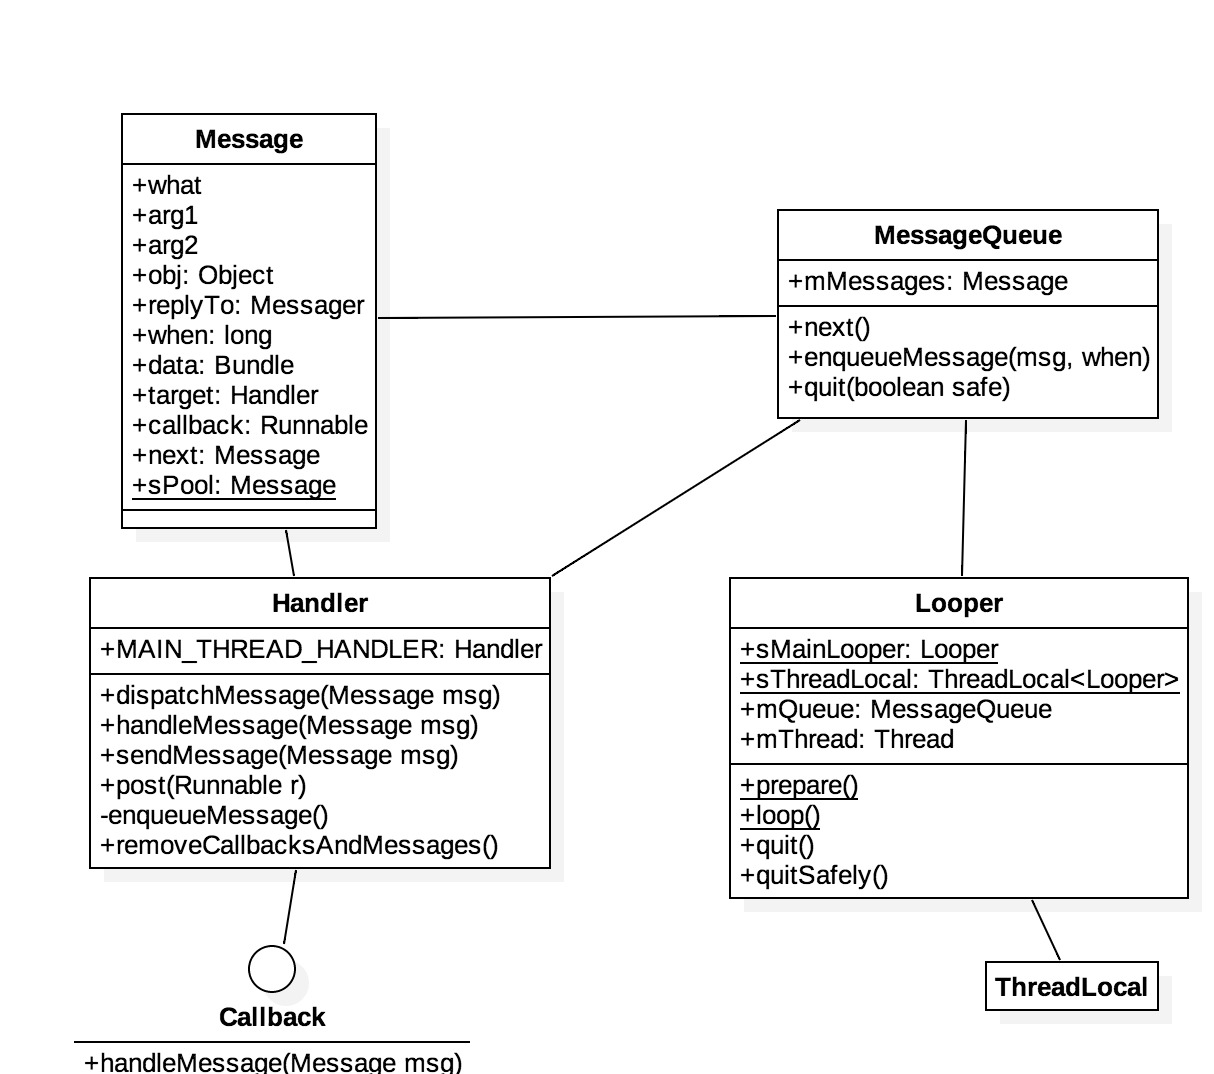 Message
+what
+arg1
+arg2
+obj: Object
+replyTo: Messager
+when: long
+data: Bundle
+target: Handler
+callback: Runnable
+next: Message
+sPool: Message
MessageQueue
+mMessages: Message
+next()
+enqueueMessage(msg, when)
+quit(boolean safe)
Handler
+MAIN_THREAD_HANDLER: Handler
+dispatchMessage(Message msg)
+handleMessage(Message msg)
+sendMessage(Message msg)
+post(Runnable r)
-enqueueMessage()
+removeCallbacksAndMessages()
Looper
+sMainLooper: Looper
+sThreadLocal: ThreadLocal<Looper>
+mQueue: MessageQueue
+mThread: Thread
+prepare()
+loop()
+quit()
+quitSafely()
Callback
+handleMessage(Message msg)
ThreadLocal